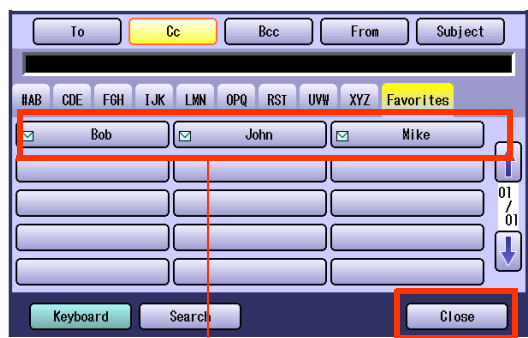 To Cc Bcc From Subject
#AB CDE FGH IJK LMN OPQ RST UVW XYZ Favorites
Bob John Mike
01
/
01
Keyboard Search Close